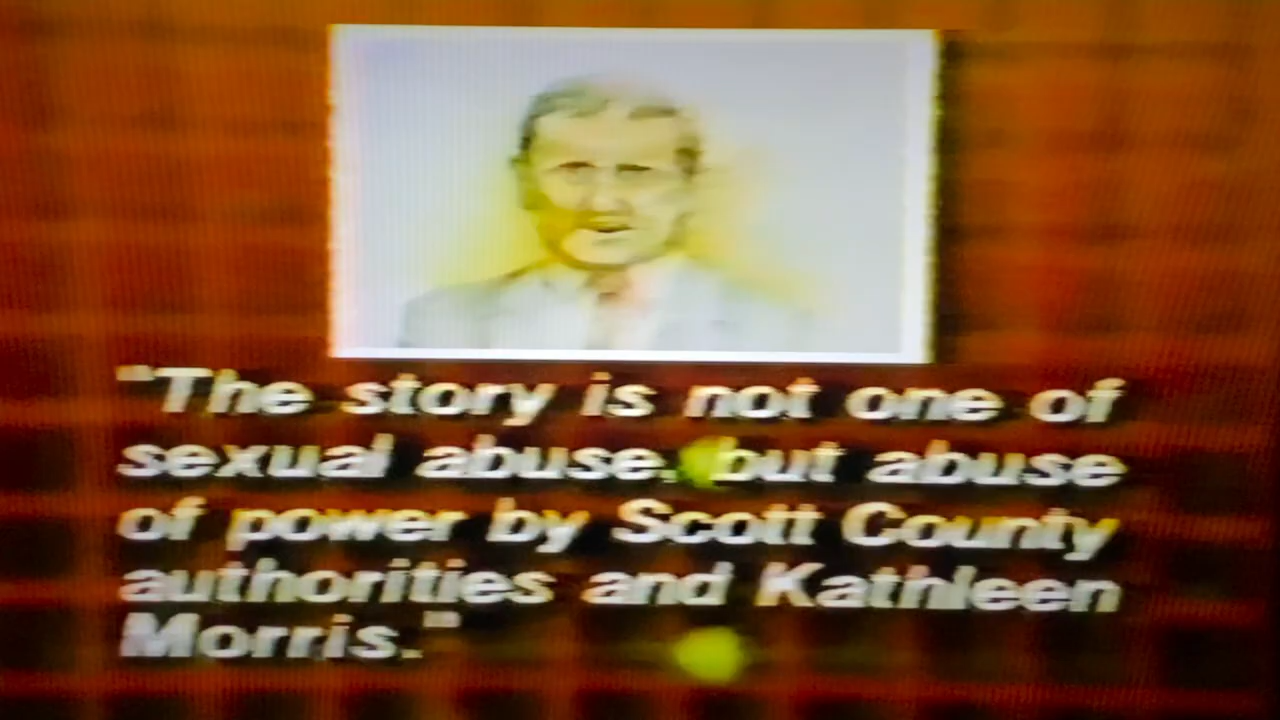 "The story is not one of
sexual abuse, but abuse
of power by Scott County
authorities and Kathleen
Morris."